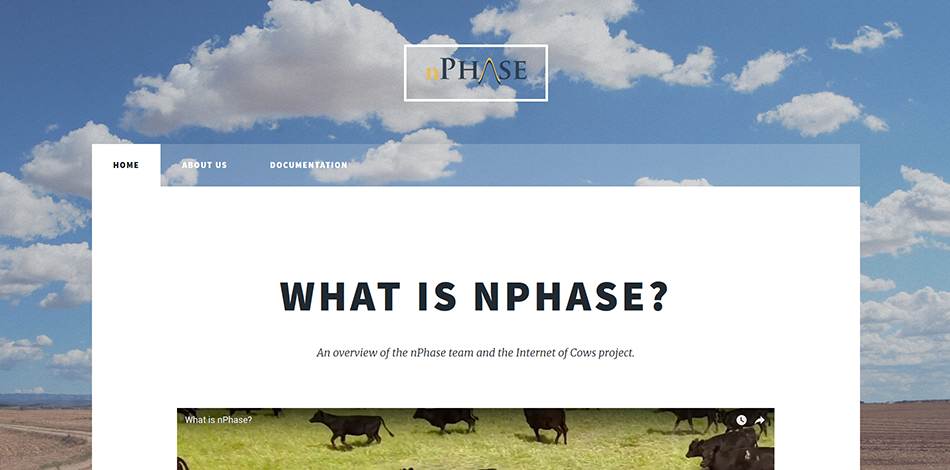 nPHASE
HOME ABOUT US DOCUMENTATION
WHAT IS NPHASE?
An overview of the nPhase team and the Internet of Cows project.
What is nPhase?